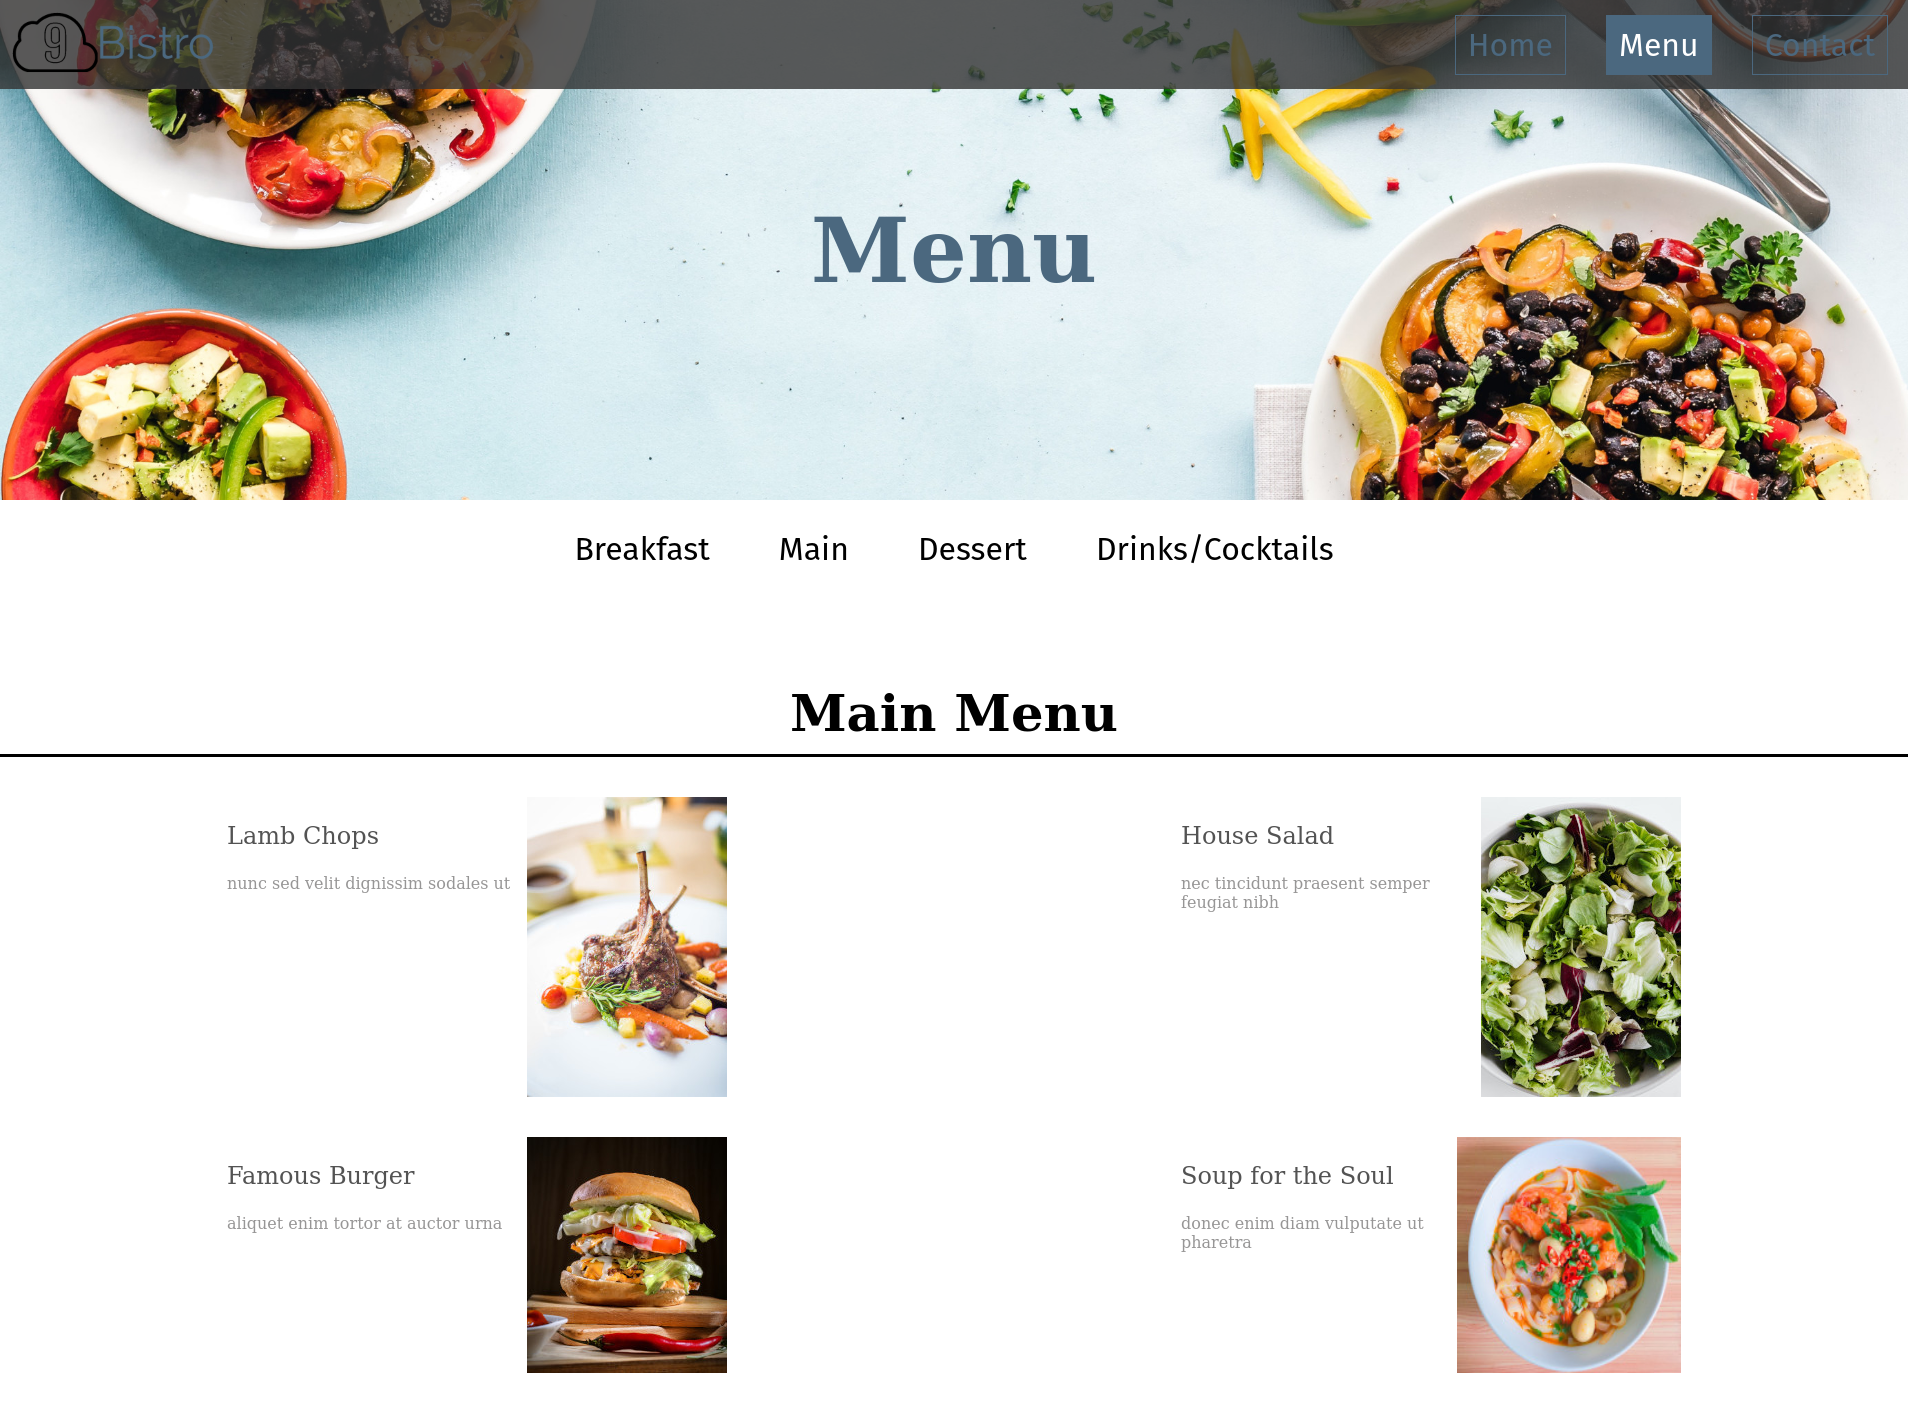 9 Bistro
Home
Menu
Contact
Menu
Breakfast
Main
Dessert
Drinks/Cocktails
Main Menu
Lamb Chops
nunc sed velit dignissim sodales ut
House Salad
nec tincidunt praesent semper
feugiat nibh
Famous Burger
aliquet enim tortor at auctor urna
Soup for the Soul
donec enim diam vulputate ut
pharetra